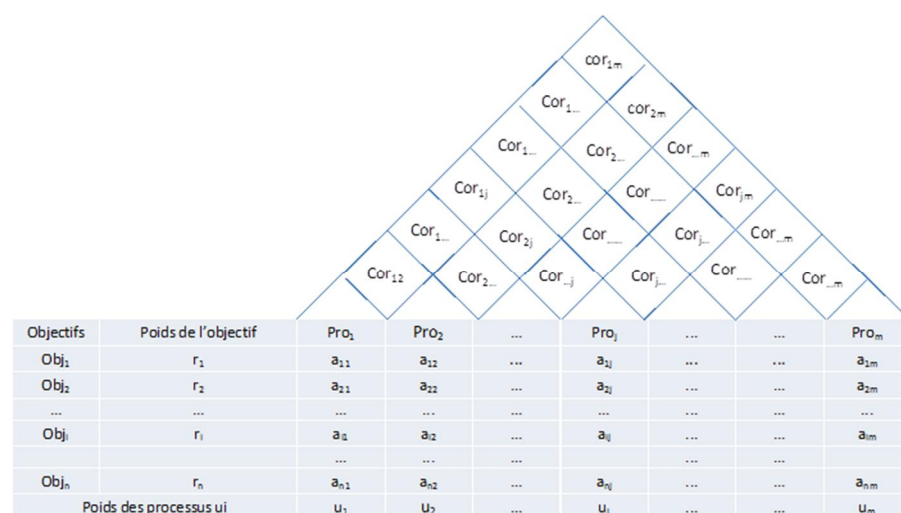 cor₁ₘ
Cor₁... cor₂ₘ
Cor₁... Cor₂... Cor...ₘ
Cor₁ⱼ Cor₂... Cor...... Corⱼₘ
Cor₁... Cor₂ⱼ Cor...... Corⱼ... Cor...ₘ
Cor₁₂ Cor₂... Cor...ⱼ Corⱼ... Cor...... Cor...ₘ
Objectifs Poids de l'objectif Pro₁ Pro₂ ... Proⱼ ... ... Proₘ
Obj₁ r₁ a₁₁ a₁₂ ... a₁ⱼ ... ... a₁ₘ
Obj₂ r₂ a₂₁ a₂₂ ... a₂ⱼ ... ... a₂ₘ
... ... ... ... ... ... ... ... ...
Objᵢ rᵢ aᵢ₁ aᵢ₂ ... aᵢⱼ ... ... aᵢₘ
... ... ... ... ... ...
Objₙ rₙ aₙ₁ aₙ₂ ... aₙⱼ ... ... aₙₘ
Poids des processus uj u₁ u₂ ... uⱼ ... ... uₘ